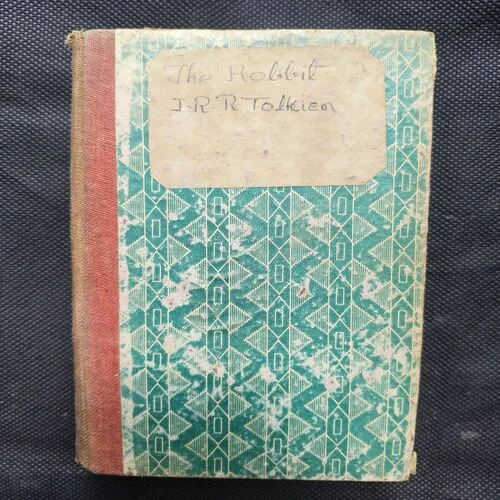 The Hobbit
J.R.R Tolkien